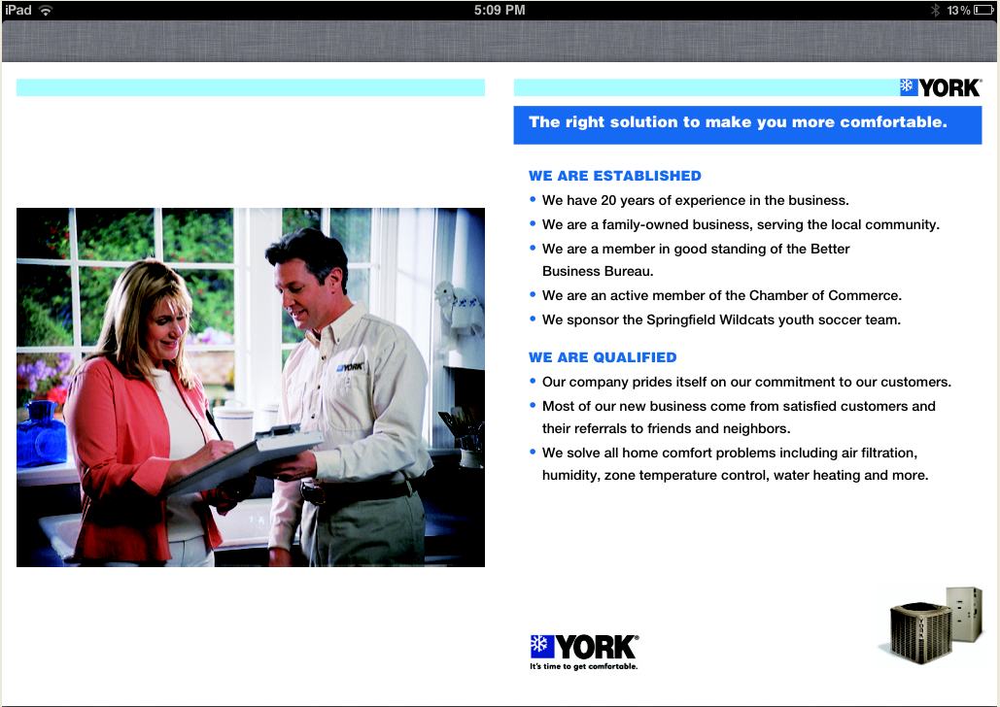 iPad 5:09 PM 13%
YORK®
The right solution to make you more comfortable.
WE ARE ESTABLISHED
• We have 20 years of experience in the business.
• We are a family-owned business, serving the local community.
• We are a member in good standing of the Better
Business Bureau.
• We are an active member of the Chamber of Commerce.
• We sponsor the Springfield Wildcats youth soccer team.
WE ARE QUALIFIED
• Our company prides itself on our commitment to our customers.
• Most of our new business come from satisfied customers and
their referrals to friends and neighbors.
• We solve all home comfort problems including air filtration,
humidity, zone temperature control, water heating and more.
YORK
YORK
YORK®
It's time to get comfortable.